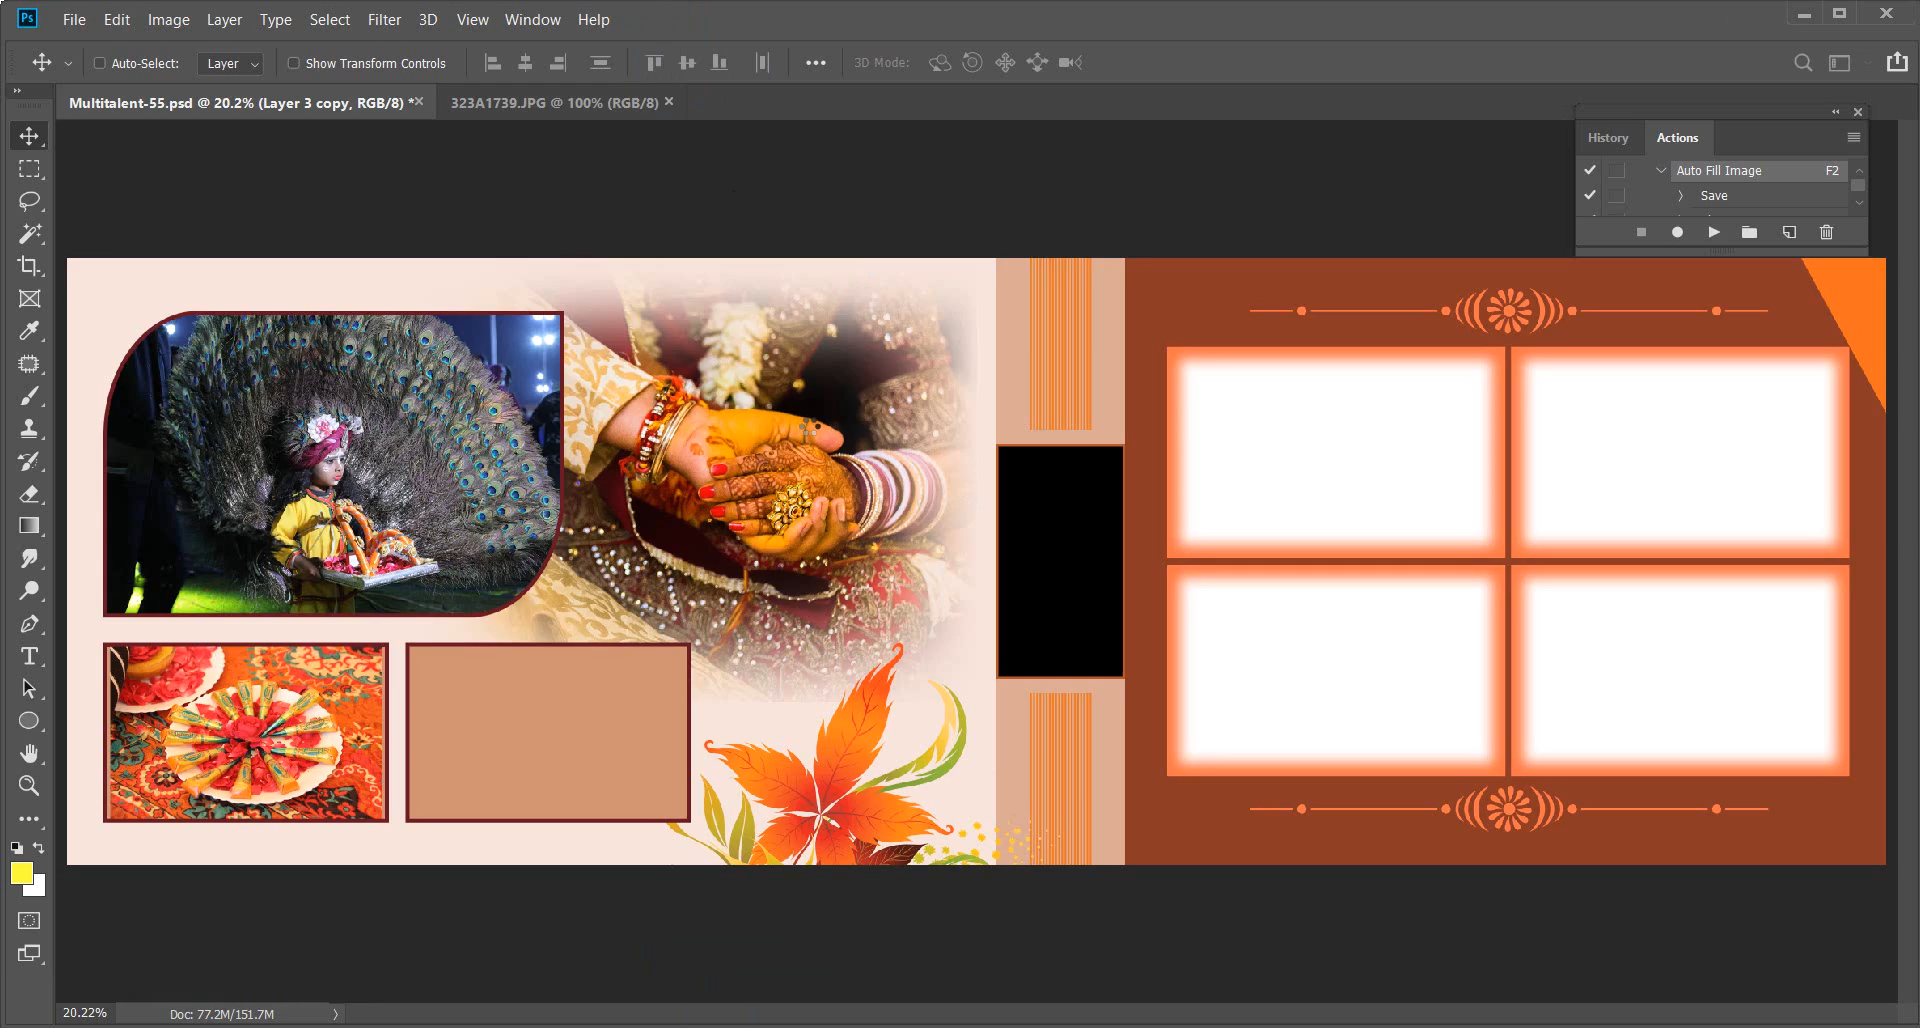 Ps File Edit Image Layer Type Select Filter 3D View Window Help
Auto-Select: Layer Show Transform Controls 3D Mode:
Multitalent-55.psd @ 20.2% (Layer 3 copy, RGB/8) * 323A1739.JPG @ 100% (RGB/8)
History Actions
Auto Fill Image F2
Save
20.22% Doc: 77.2M/151.7M